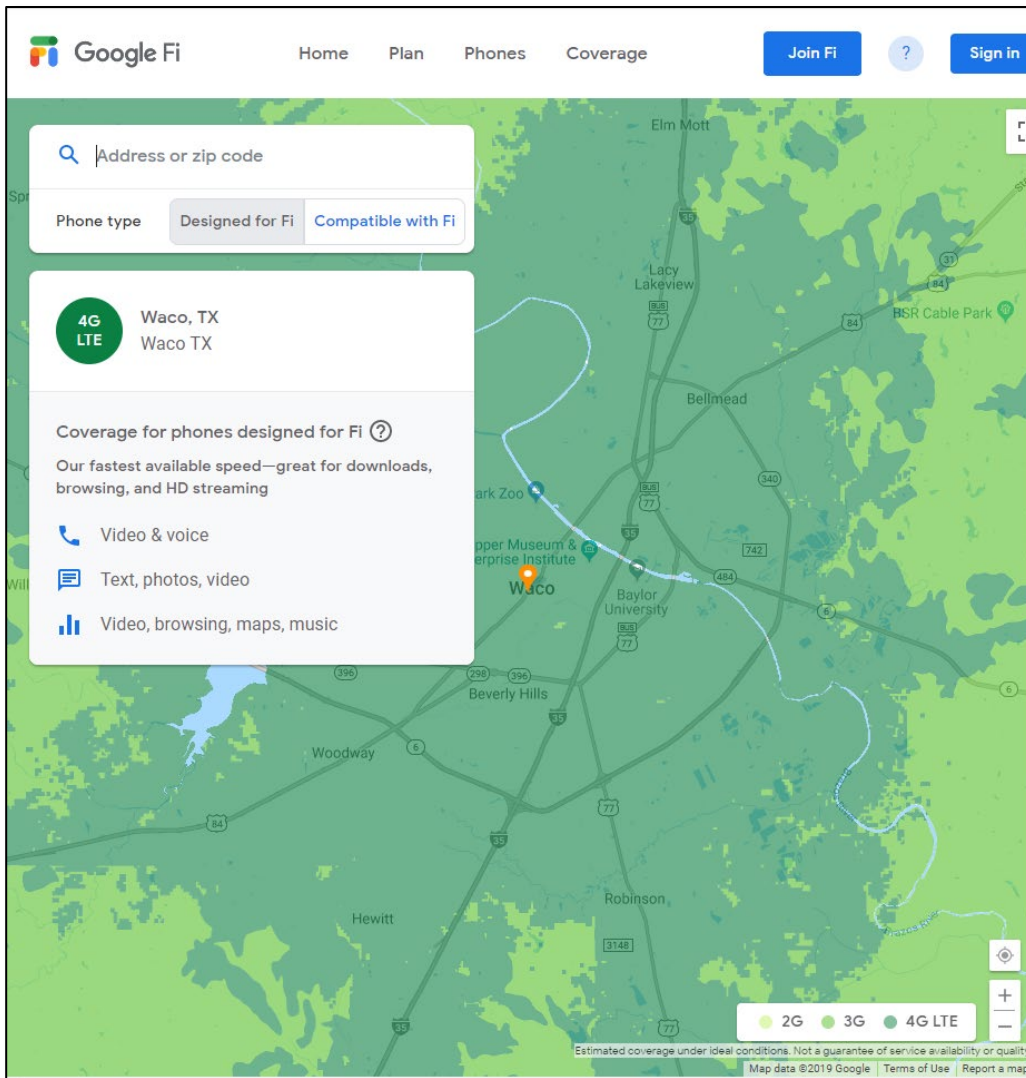 Google Fi
Home Plan Phones Coverage
Join Fi
?
Sign in
Address or zip code
Phone type
Designed for Fi
Compatible with Fi
4G
LTE
Waco, TX
Waco TX
Coverage for phones designed for Fi ?
Our fastest available speed—great for downloads,
browsing, and HD streaming
Video & voice
Text, photos, video
Video, browsing, maps, music
Elm Mott
35
31
84
Lacy
Lakeview
BUS
77
84
BSR Cable Park
Bellmead
340
ark Zoo
BUS
77
35
pper Museum &
erprise Institute
742
Waco
484
Baylor
University
6
BUS
77
396
298
396
Beverly Hills
6
35
Woodway
6
77
84
35
Robinson
Hewitt
3148
35
77
2G 3G 4G LTE
+
−
Estimated coverage under ideal conditions. Not a guarantee of service availability or quality
Map data ©2019 Google
Terms of Use
Report a map